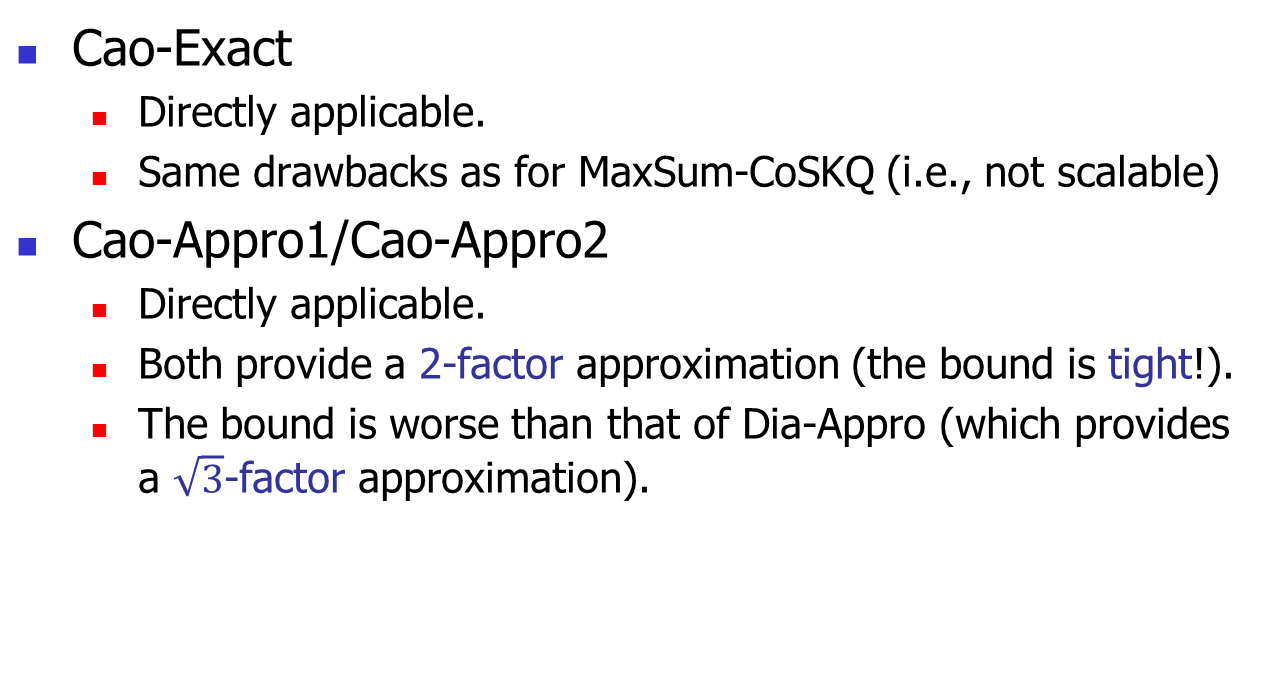 Cao-Exact
Directly applicable.
Same drawbacks as for MaxSum-CoSKQ (i.e., not scalable)
Cao-Appro1/Cao-Appro2
Directly applicable.
Both provide a 2-factor approximation (the bound is tight!).
The bound is worse than that of Dia-Appro (which provides
a √3-factor approximation).